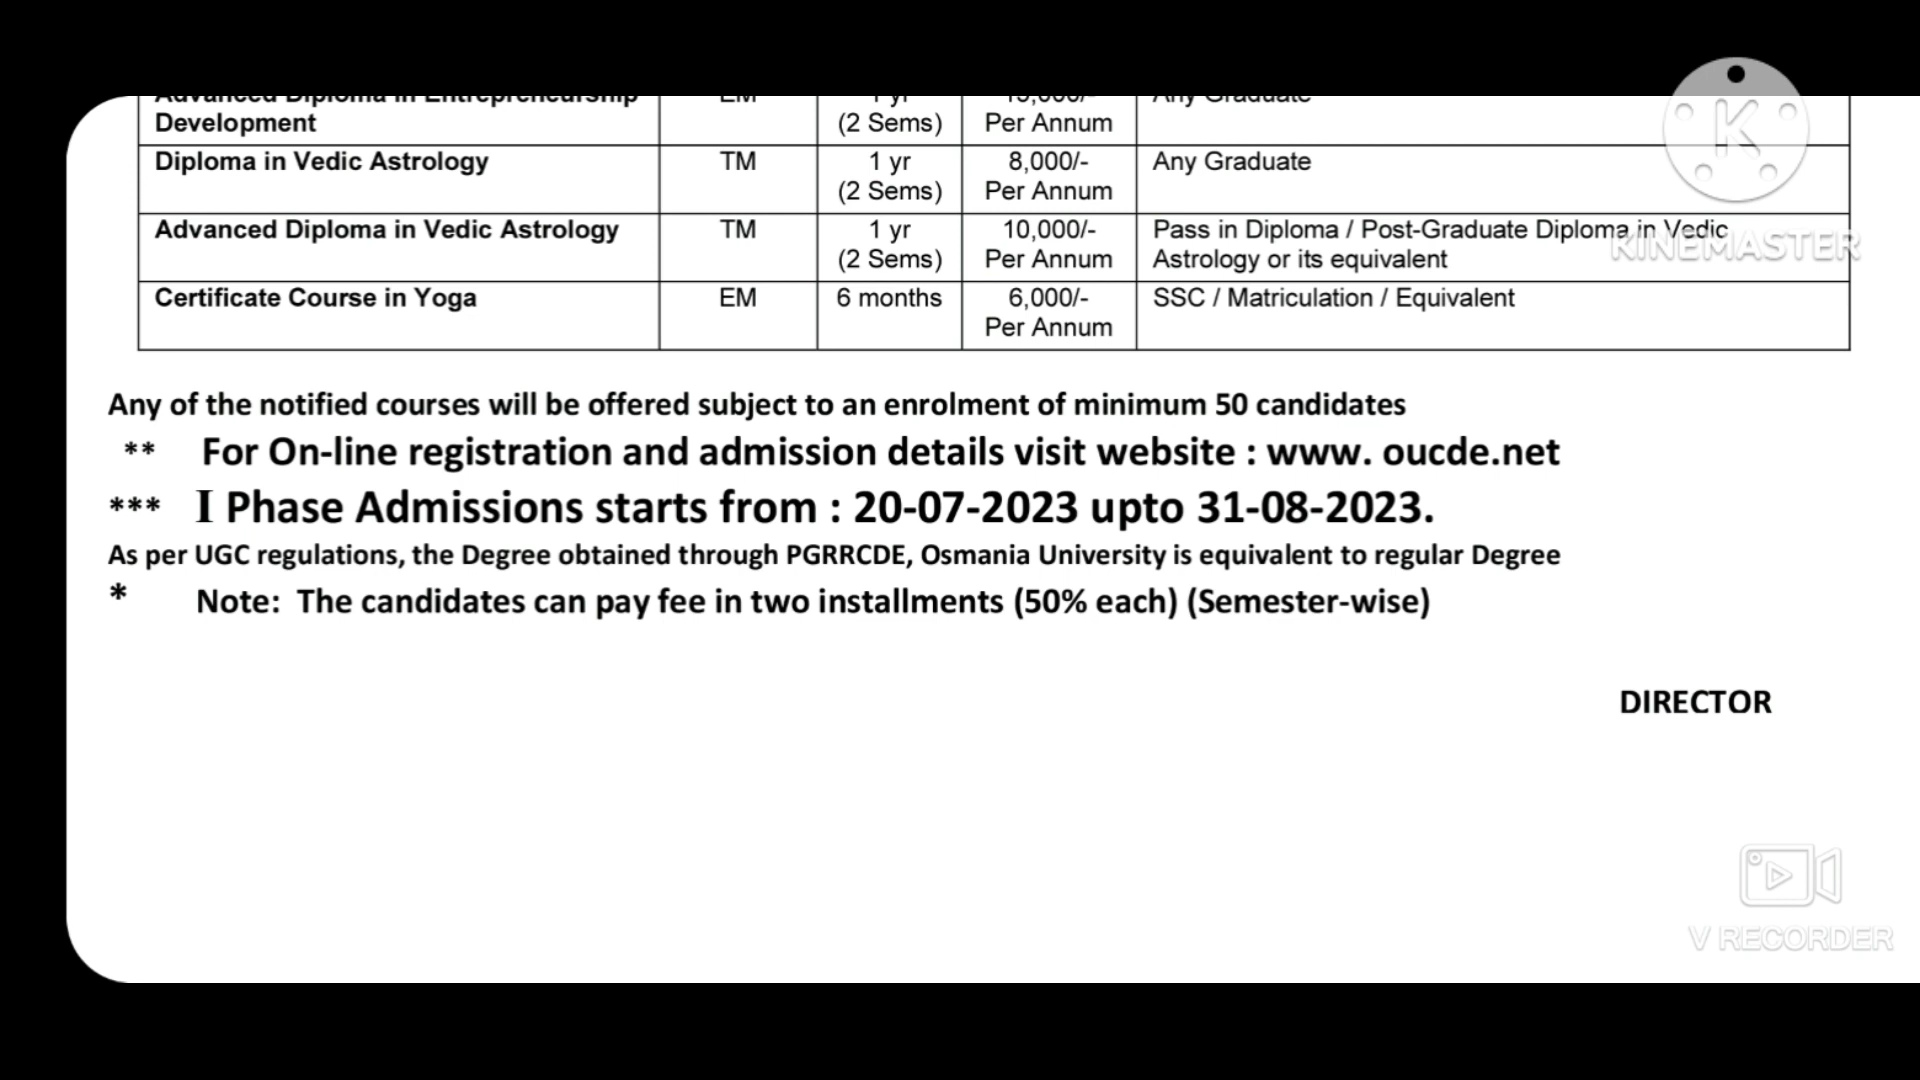 Advanced Diploma in Entrepreneurship EM 1 yr Any Graduate
Development (2 Sems) Per Annum
Diploma in Vedic Astrology TM 1 yr 8,000/- Any Graduate
(2 Sems) Per Annum
Advanced Diploma in Vedic Astrology TM 1 yr 10,000/- Pass in Diploma / Post-Graduate Diploma in Vedic
(2 Sems) Per Annum Astrology or its equivalent
Certificate Course in Yoga EM 6 months 6,000/- SSC / Matriculation / Equivalent
Per Annum
Any of the notified courses will be offered subject to an enrolment of minimum 50 candidates
** For On-line registration and admission details visit website : www. oucde.net
*** I Phase Admissions starts from : 20-07-2023 upto 31-08-2023.
As per UGC regulations, the Degree obtained through PGRRCDE, Osmania University is equivalent to regular Degree
* Note: The candidates can pay fee in two installments (50% each) (Semester-wise)
DIRECTOR
K
KINEMASTER
V RECORDER